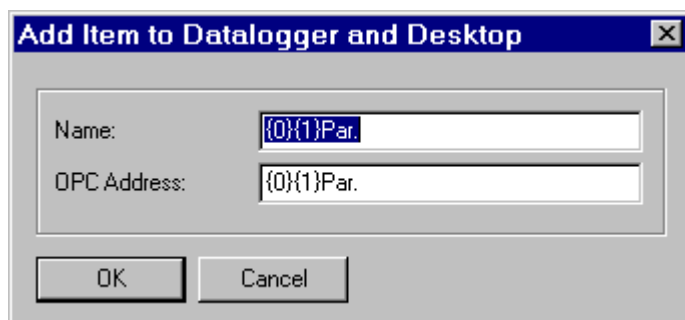 Add Item to Datalogger and Desktop
Name: {0}{1}Par.
OPC Address: {0}{1}Par.
OK Cancel